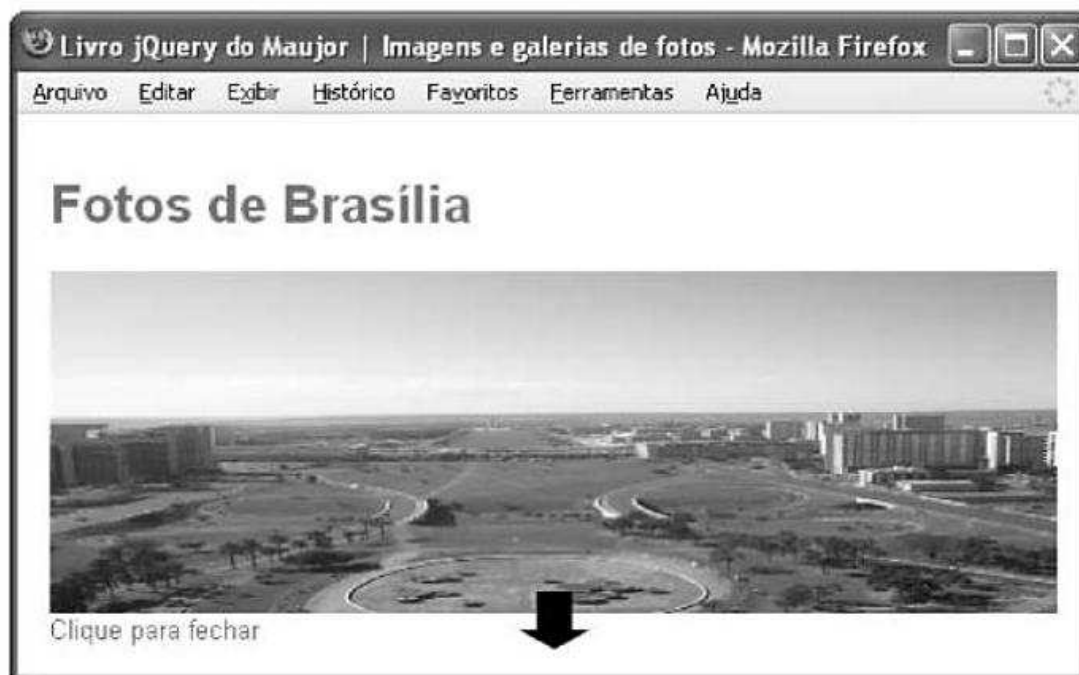 Livro jQuery do Maujor | Imagens e galerias de fotos - Mozilla Firefox
Arquivo Editar Exibir Histórico Favoritos Ferramentas Ajuda
Fotos de Brasília
Clique para fechar